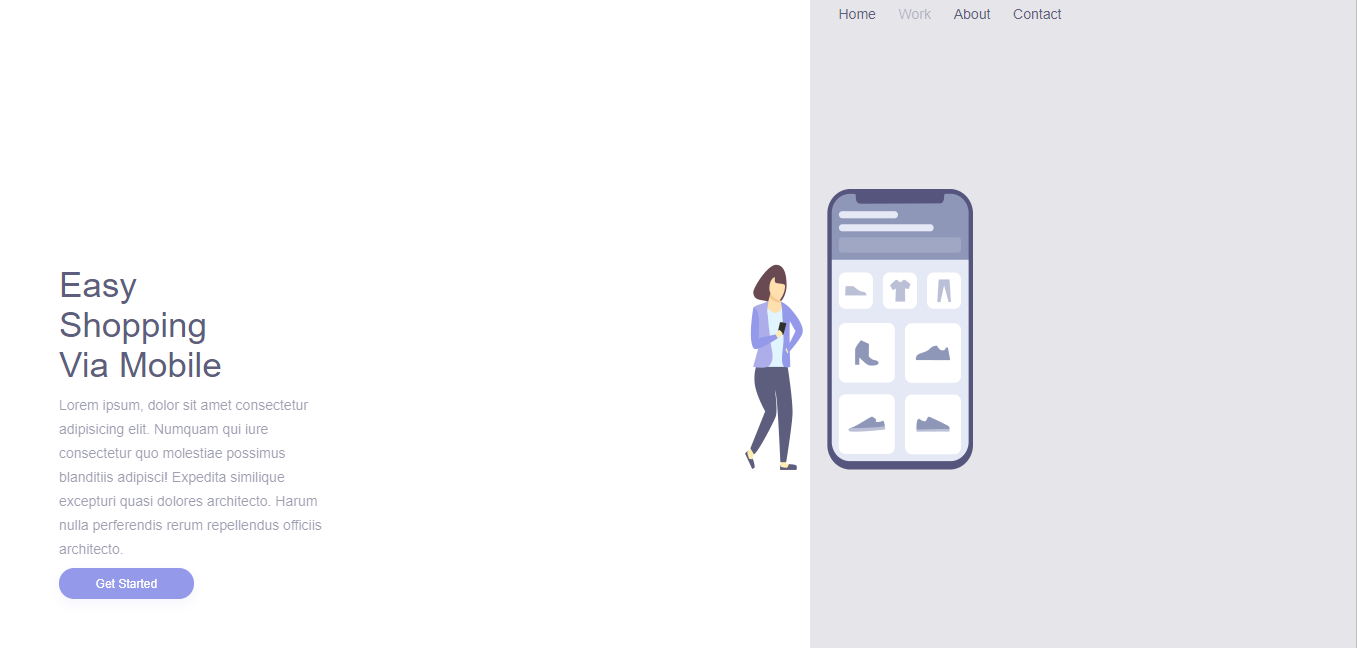 Home Work About Contact
Easy
Shopping
Via Mobile
Lorem ipsum, dolor sit amet consectetur
adipisicing elit. Numquam qui iure
consectetur quo molestiae possimus
blanditiis adipisci! Expedita similique
excepturi quasi dolores architecto. Harum
nulla perferendis rerum repellendus officiis
architecto.
Get Started